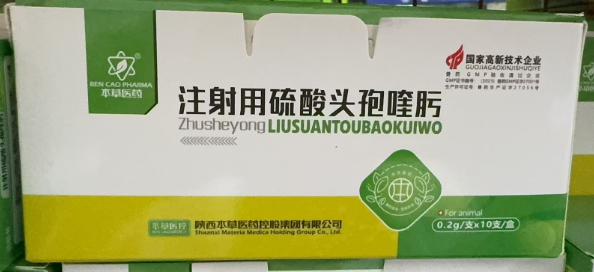 本草医药
BEN CAO PHARMA
国家高新技术企业
GUOJIAGAOXINJISHUQIYE
注射用硫酸头孢喹肟
Zhusheyong LIUSUANTOUBAOKUIWO
本草医控 陕西本草医药控股集团有限公司
Shaanxi Materia Medica Holding Group Co., Ltd.
For animal
0.2g/支x10支/盒